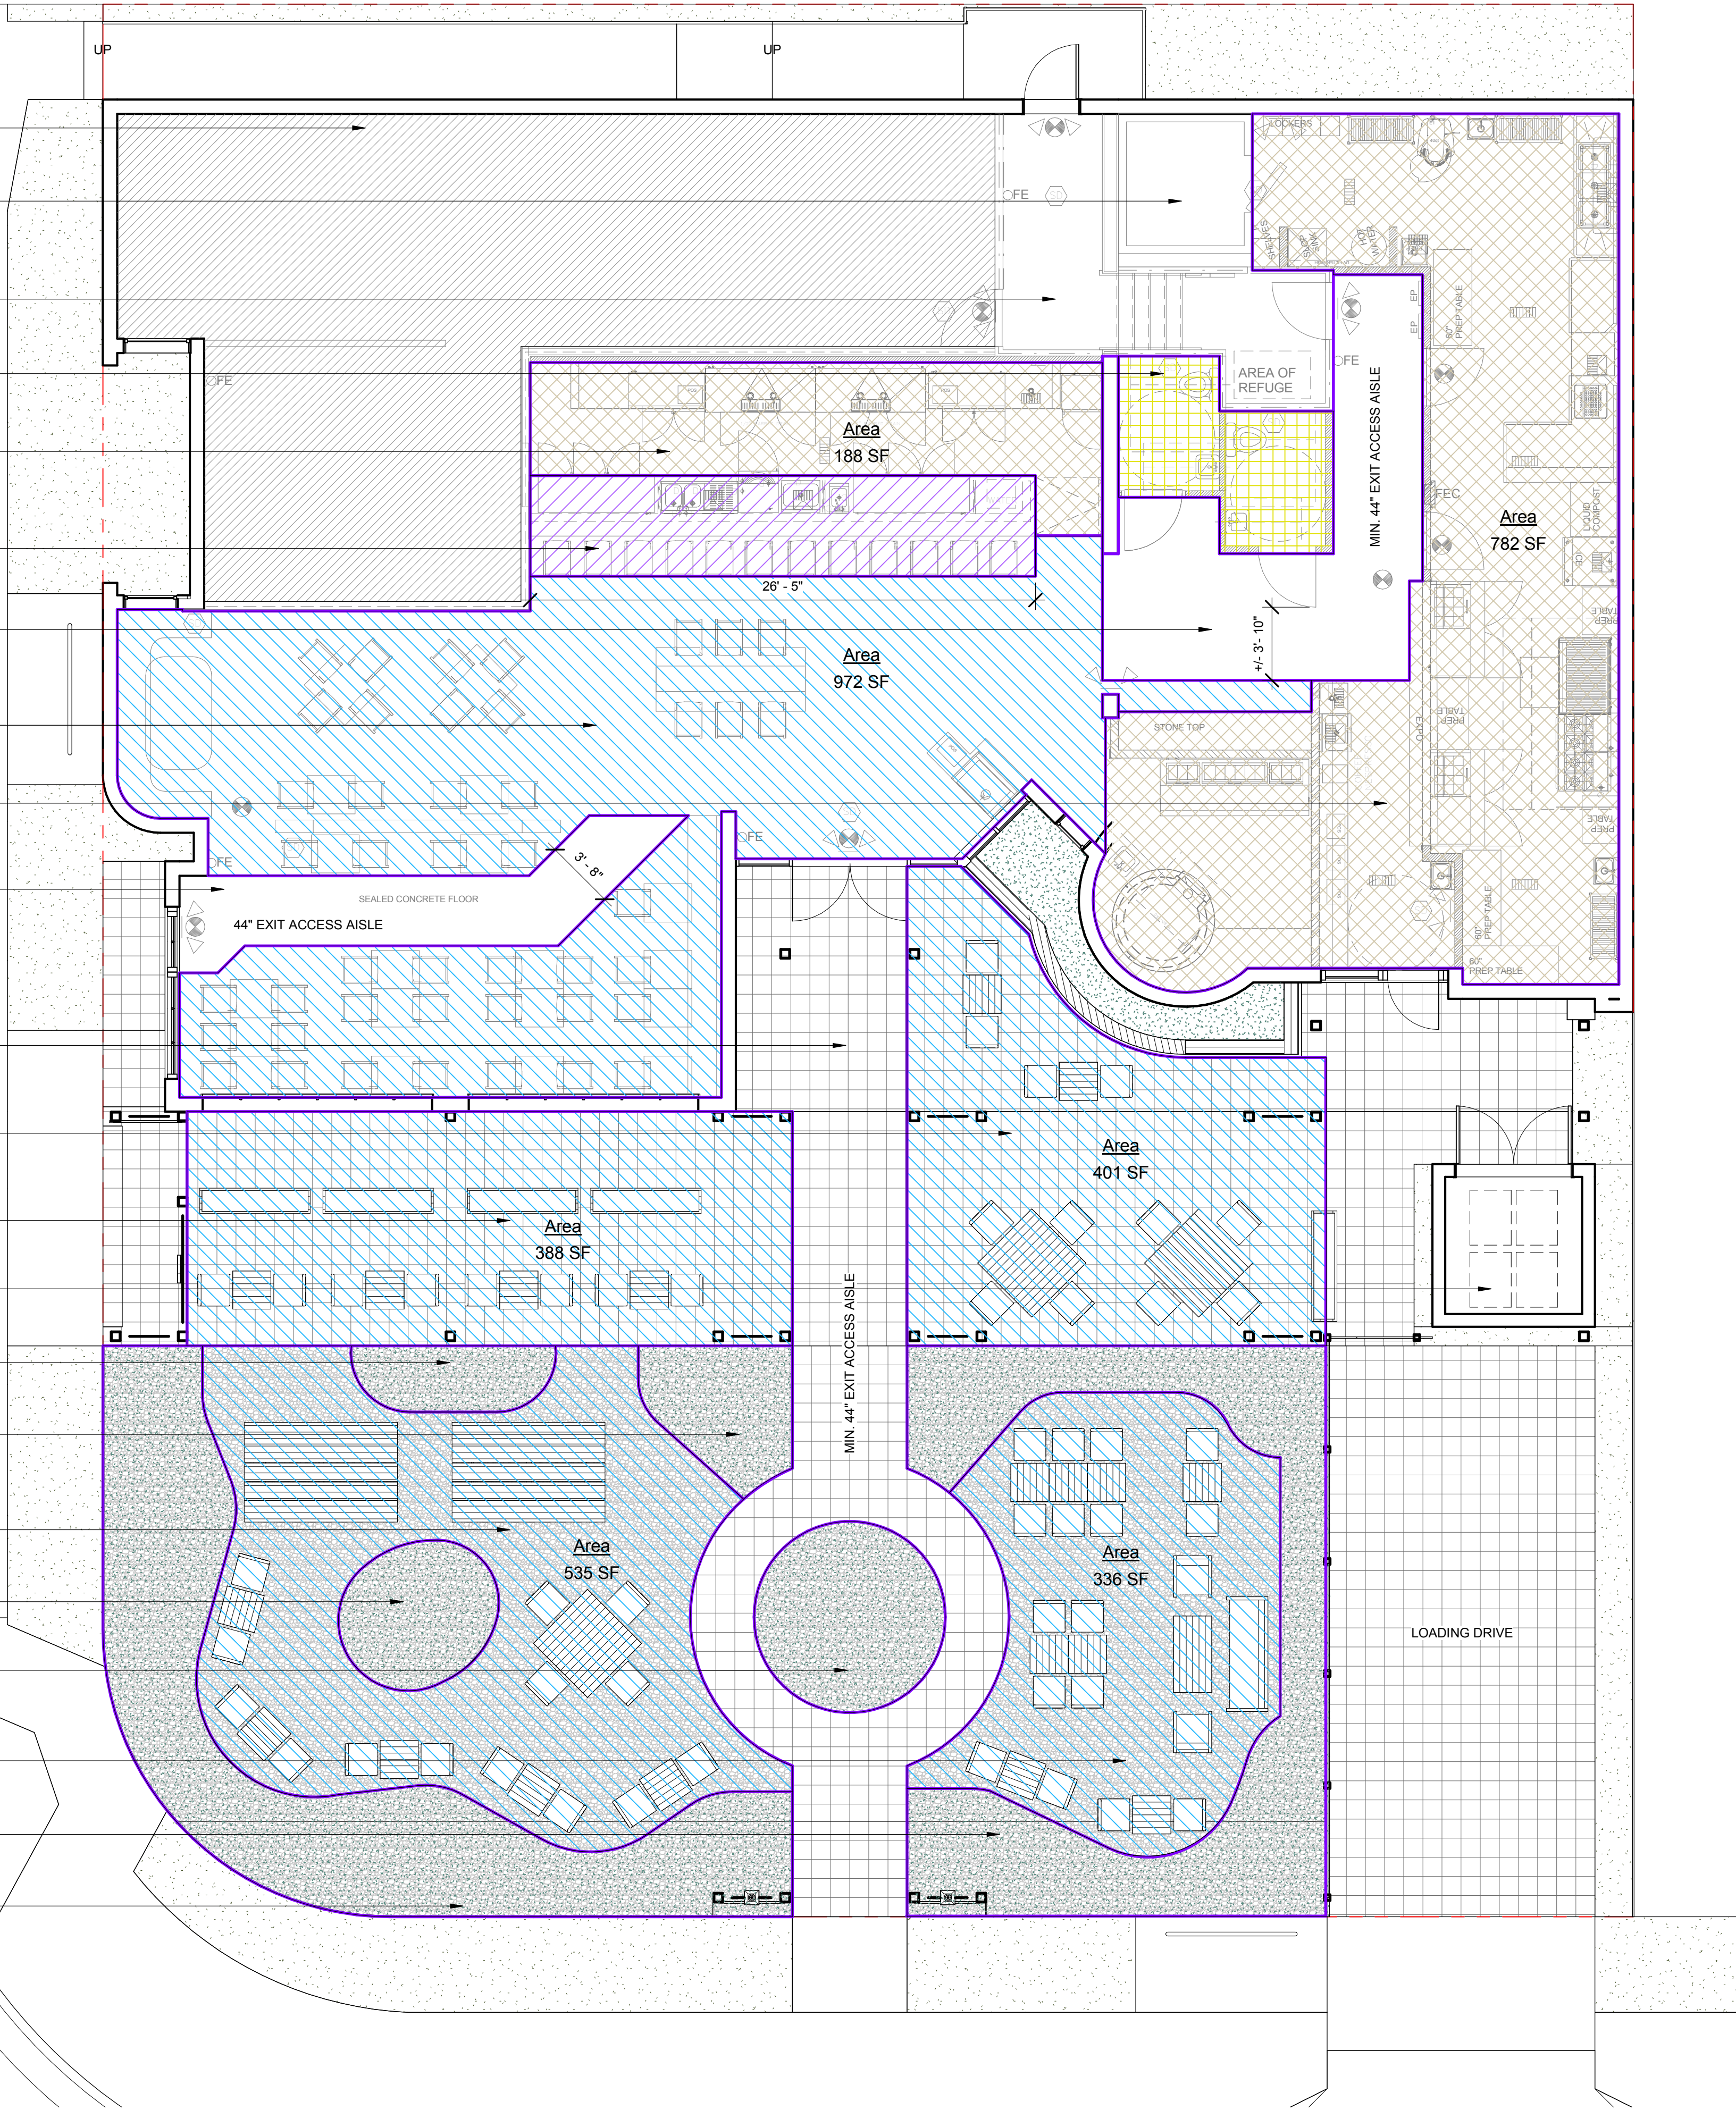 UP
UP
LOCKERS
FE
SD
SHELVES
MOP
SINK
HOT
WATER
60"
PREP TABLE
EP
EP
FE
FE
AREA OF
REFUGE
MIN. 44" EXIT ACCESS AISLE
Area
188 SF
FEC
LIQUID
COMPOST
Area
782 SF
ICE
26' - 5"
PREP
TABLE
+/- 3'- 10"
Area
972 SF
STONE TOP
EXPO
PREP
TABLE
PREP
TABLE
FE
FE
3' - 8"
SEALED CONCRETE FLOOR
44" EXIT ACCESS AISLE
60"
PREP TABLE
60"
PREP TABLE
Area
401 SF
Area
388 SF
MIN. 44" EXIT ACCESS AISLE
Area
535 SF
Area
336 SF
LOADING DRIVE